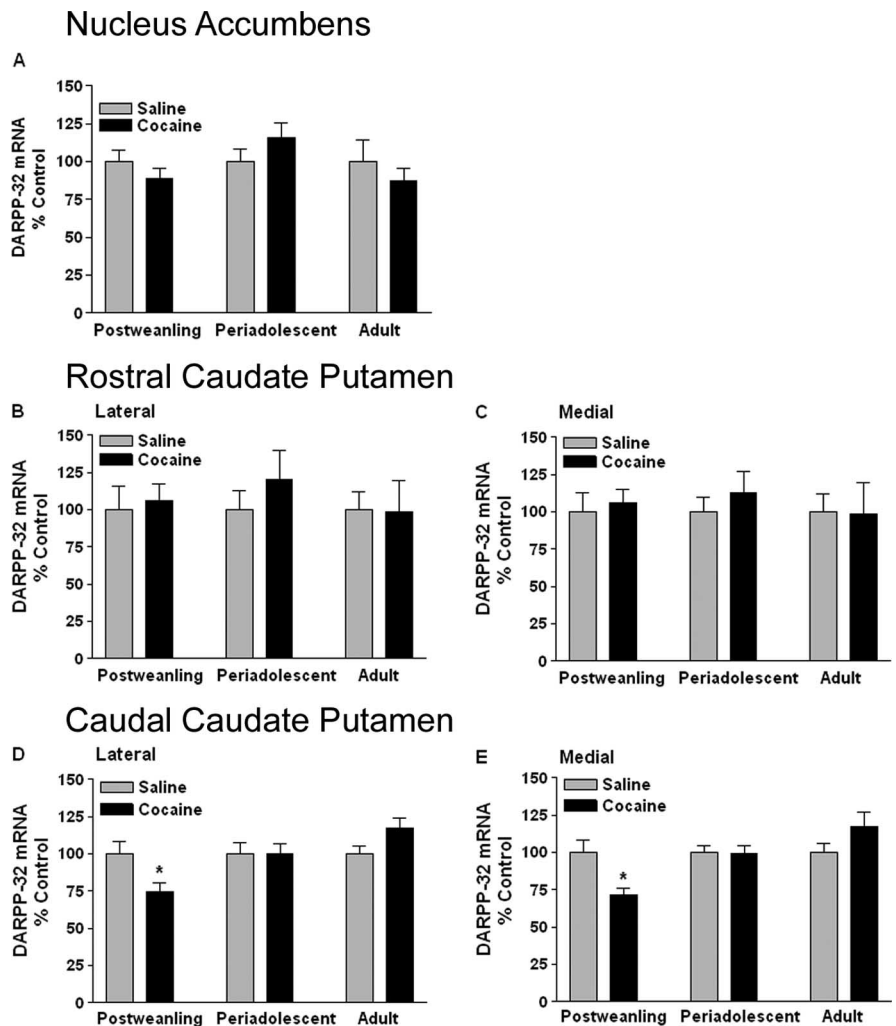 Nucleus Accumbens
A
DARPP-32 mRNA
% Control
150
125
100
75
50
25
0
Saline
Cocaine
Postweanling Periadolescent Adult
Rostral Caudate Putamen
B Lateral
DARPP-32 mRNA
% Control
150
125
100
75
50
25
0
Saline
Cocaine
Postweanling Periadolescent Adult
C Medial
DARPP-32 mRNA
% Control
150
125
100
75
50
25
0
Saline
Cocaine
Postweanling Periadolescent Adult
Caudal Caudate Putamen
D Lateral
DARPP-32 mRNA
% Control
150
125
100
75
50
25
0
Saline
Cocaine
*
Postweanling Periadolescent Adult
E Medial
DARPP-32 mRNA
% Control
150
125
100
75
50
25
0
Saline
Cocaine
*
Postweanling Periadolescent Adult